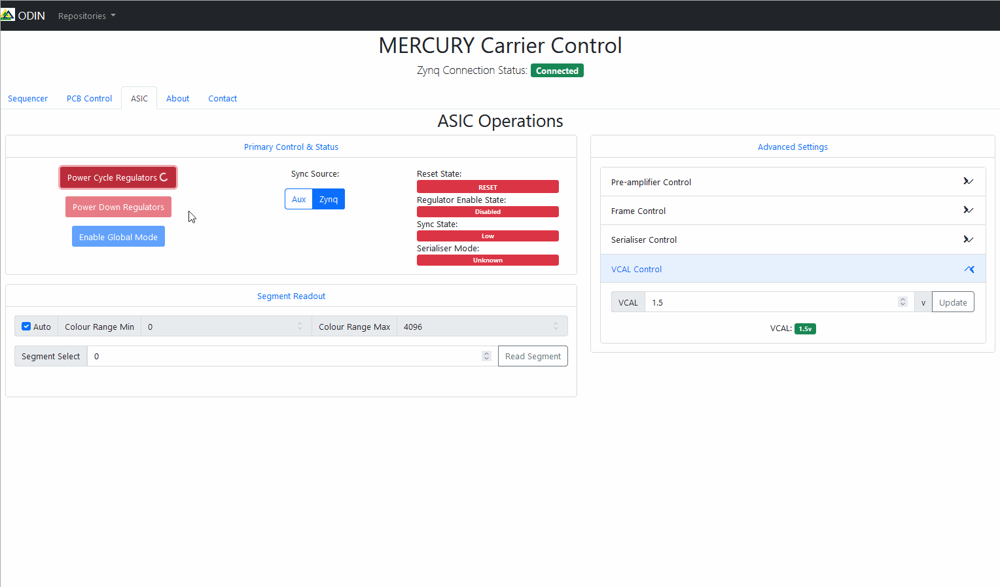 ODIN Repositories
MERCURY Carrier Control
Zynq Connection Status: Connected
Sequencer PCB Control ASIC About Contact
ASIC Operations
Primary Control & Status
Power Cycle Regulators
Power Down Regulators
Enable Global Mode
Sync Source:
Aux Zynq
Reset State:
RESET
Regulator Enable State:
Disabled
Sync State:
Low
Serialiser Mode:
Unknown
Segment Readout
Auto Colour Range Min 0 Colour Range Max 4096
Segment Select 0 Read Segment
Advanced Settings
Pre-amplifier Control
Frame Control
Serialiser Control
VCAL Control
VCAL 1.5 v Update
VCAL: 1.5v